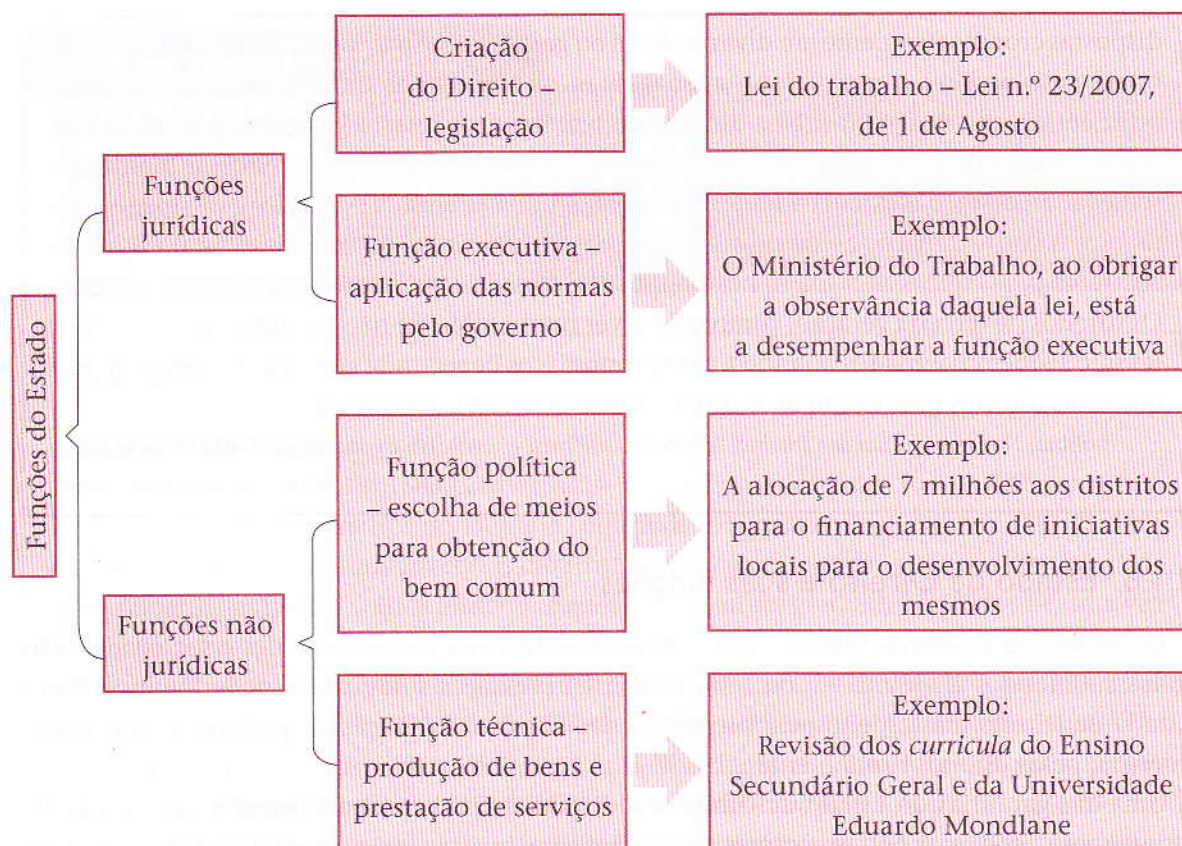 Funções do Estado
Funções
jurídicas
Criação
do Direito –
legislação
Exemplo:
Lei do trabalho – Lei n.º 23/2007,
de 1 de Agosto
Função executiva –
aplicação das normas
pelo governo
Exemplo:
O Ministério do Trabalho, ao obrigar
a observância daquela lei, está
a desempenhar a função executiva
Funções não
jurídicas
Função política
– escolha de meios
para obtenção do
bem comum
Exemplo:
A alocação de 7 milhões aos distritos
para o financiamento de iniciativas
locais para o desenvolvimento dos
mesmos
Função técnica –
produção de bens e
prestação de serviços
Exemplo:
Revisão dos curricula do Ensino
Secundário Geral e da Universidade
Eduardo Mondlane